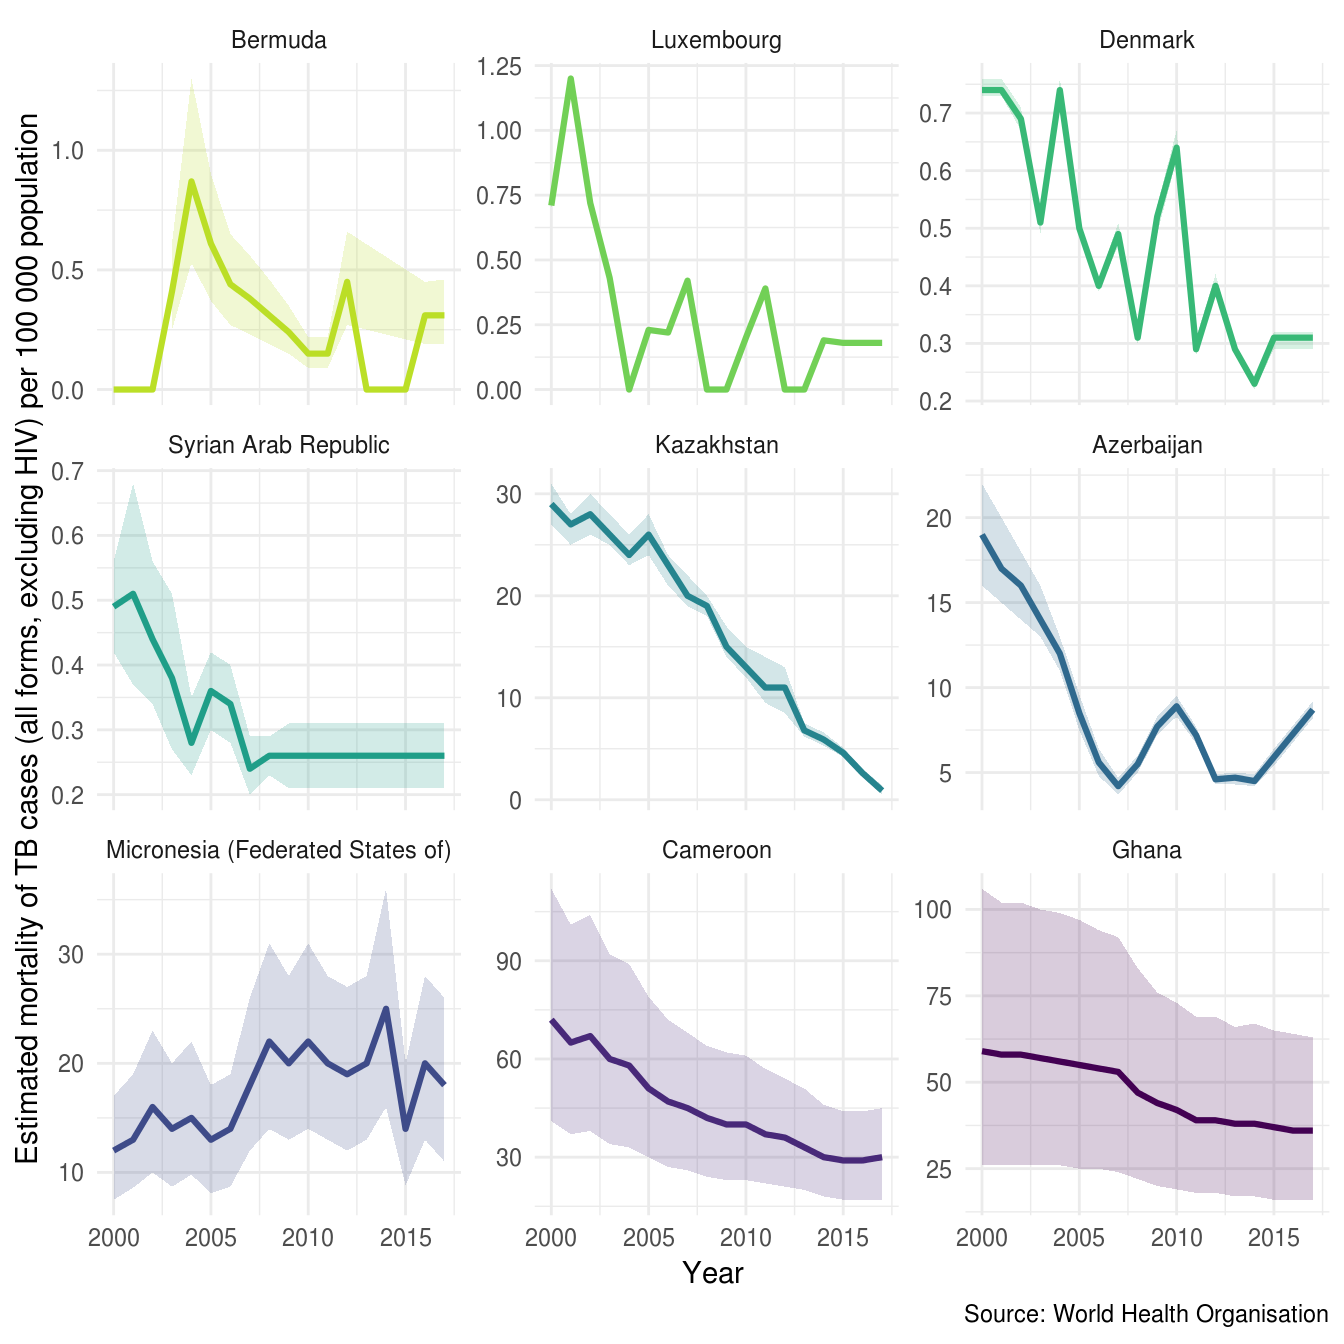 Estimated mortality of TB cases (all forms, excluding HIV) per 100 000 population
Bermuda
1.0
0.5
0.0
Luxembourg
1.25
1.00
0.75
0.50
0.25
0.00
Denmark
0.7
0.6
0.5
0.4
0.3
0.2
Syrian Arab Republic
0.7
0.6
0.5
0.4
0.3
0.2
Kazakhstan
30
20
10
0
Azerbaijan
20
15
10
5
Micronesia (Federated States of)
30
20
10
2000 2005 2010 2015
Cameroon
90
60
30
2000 2005 2010 2015
Ghana
100
75
50
25
2000 2005 2010 2015
Year
Source: World Health Organisation